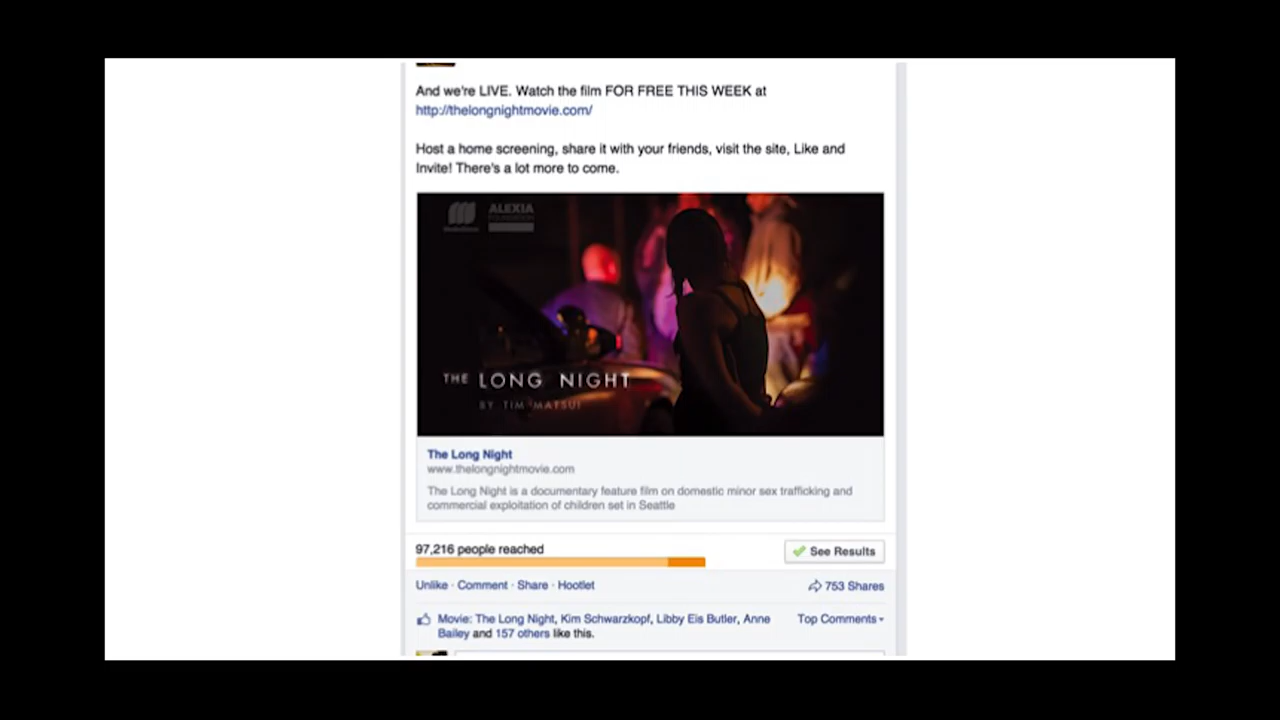 And we're LIVE. Watch the film FOR FREE THIS WEEK at
http://thelongnightmovie.com/
Host a home screening, share it with your friends, visit the site, Like and
Invite! There's a lot more to come.
ALEXIA
FOUNDATION
THE LONG NIGHT
BY TIM MATSUI
The Long Night
www.thelongnightmovie.com
The Long Night is a documentary feature film on domestic minor sex trafficking and
commercial exploitation of children set in Seattle
97,216 people reached
See Results
Unlike · Comment · Share · Hootlet
753 Shares
Movie: The Long Night, Kim Schwarzkopf, Libby Eis Butler, Anne
Bailey and 157 others like this.
Top Comments